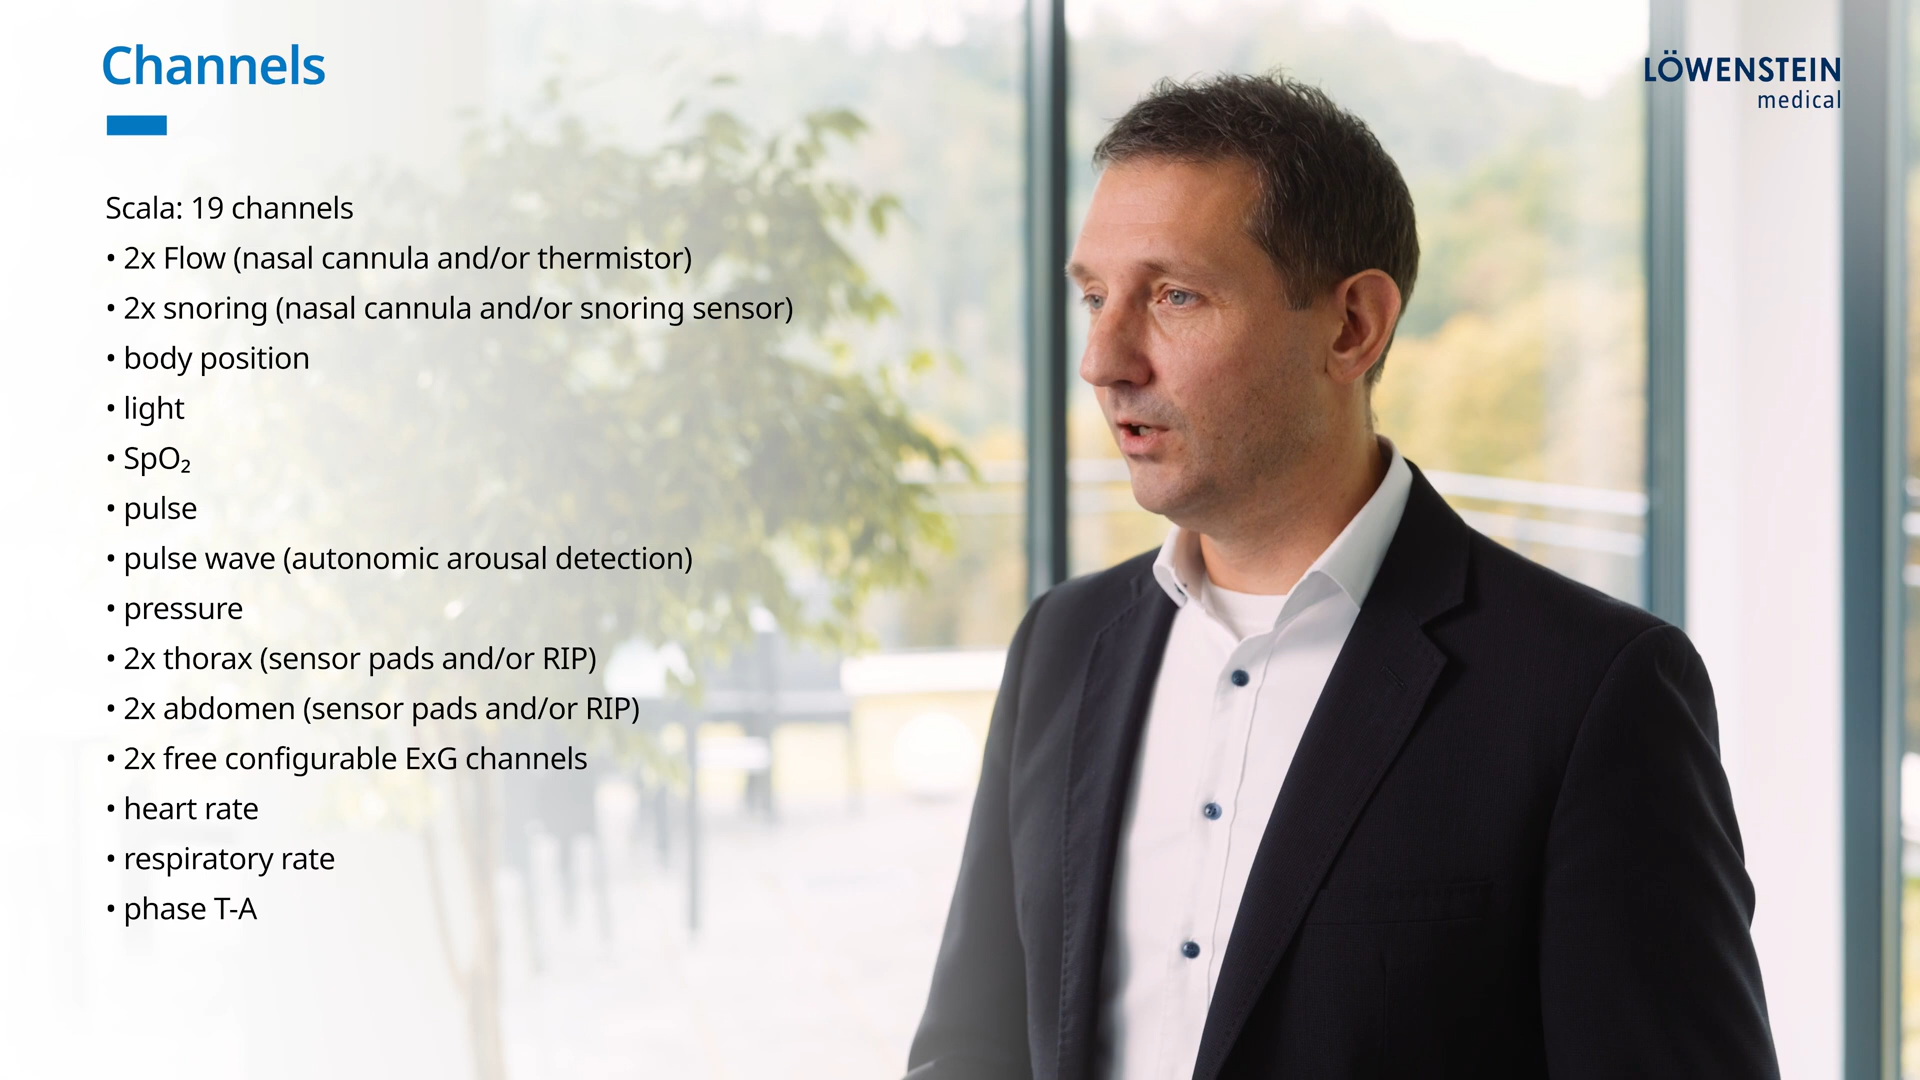 Channels
LÖWENSTEIN
medical
Scala: 19 channels
• 2x Flow (nasal cannula and/or thermistor)
• 2x snoring (nasal cannula and/or snoring sensor)
• body position
• light
• SpO₂
• pulse
• pulse wave (autonomic arousal detection)
• pressure
• 2x thorax (sensor pads and/or RIP)
• 2x abdomen (sensor pads and/or RIP)
• 2x free configurable ExG channels
• heart rate
• respiratory rate
• phase T-A